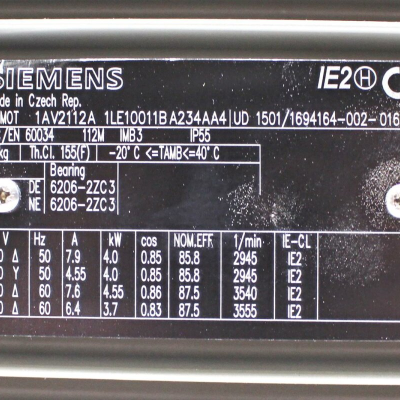 SIEMENS IE2 H
de in Czech Rep.
MOT 1AV2112A 1LE10011BA234AA4 UD 1501/1694164-002-016
/EN 60034 112M IMB3 IP55
kg Th.Cl. 155(F) -20°C <=TAMB<=40°C
Bearing
DE 6206-2ZC3
NE 6206-2ZC3
V Hz A kW cos NOM.EFF 1/min IE-CL
0 Δ 50 7.9 4.0 0.85 85.8 2945 IE2
0 Y 50 4.55 4.0 0.85 85.8 2945 IE2
0 Δ 60 7.6 4.55 0.86 87.5 3540 IE2
0 Δ 60 6.4 3.7 0.83 87.5 3555 IE2